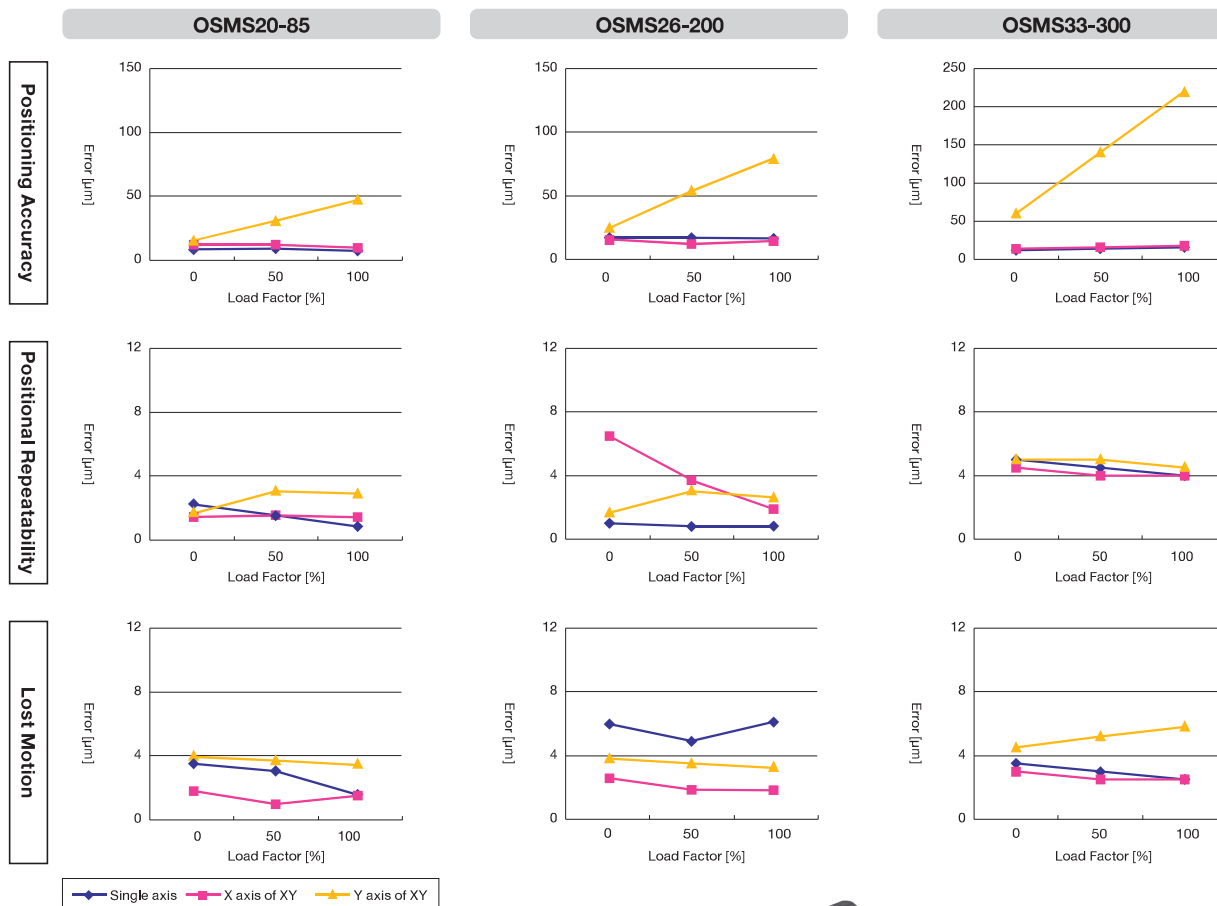 OSMS20-85
OSMS26-200
OSMS33-300
Positioning Accuracy
Error [µm]
150
100
50
0
0 50 100
Load Factor [%]
Error [µm]
150
100
50
0
0 50 100
Load Factor [%]
Error [µm]
250
200
150
100
50
0
0 50 100
Load Factor [%]
Positional Repeatability
Error [µm]
12
8
4
0
0 50 100
Load Factor [%]
Error [µm]
12
8
4
0
0 50 100
Load Factor [%]
Error [µm]
12
8
4
0
0 50 100
Load Factor [%]
Lost Motion
Error [µm]
12
8
4
0
0 50 100
Load Factor [%]
Error [µm]
12
8
4
0
0 50 100
Load Factor [%]
Error [µm]
12
8
4
0
0 50 100
Load Factor [%]
Single axis X axis of XY Y axis of XY